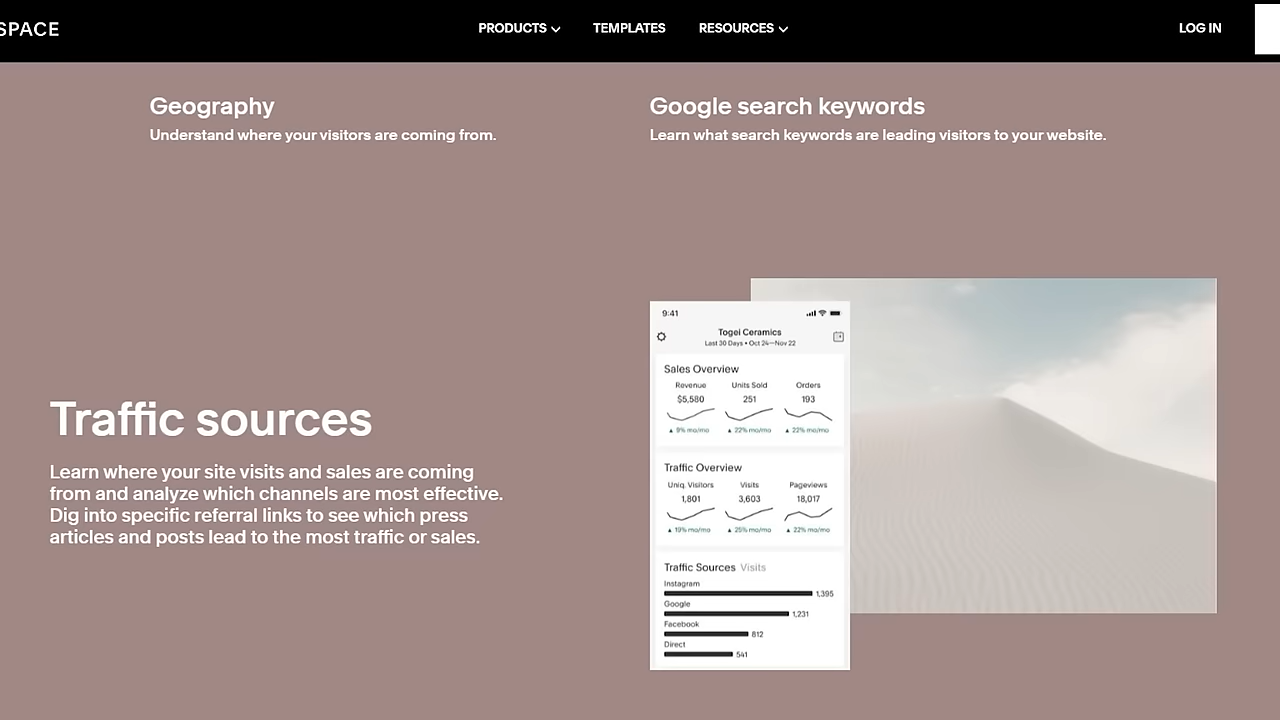 SPACE
PRODUCTS
TEMPLATES
RESOURCES
LOG IN
Geography
Understand where your visitors are coming from.
Google search keywords
Learn what search keywords are leading visitors to your website.
Traffic sources
Learn where your site visits and sales are coming
from and analyze which channels are most effective.
Dig into specific referral links to see which press
articles and posts lead to the most traffic or sales.
9:41
Togei Ceramics
Last 30 Days • Oct 24—Nov 22
Sales Overview
Revenue Units Sold Orders
$5,580 251 193
▲ 9% mo/mo ▲ 22% mo/mo ▲ 22% mo/mo
Traffic Overview
Uniq. Visitors Visits Pageviews
1,801 3,603 18,017
▲ 19% mo/mo ▲ 25% mo/mo ▲ 22% mo/mo
Traffic Sources Visits
Instagram
1,395
Google
1,231
Facebook
812
Direct
541